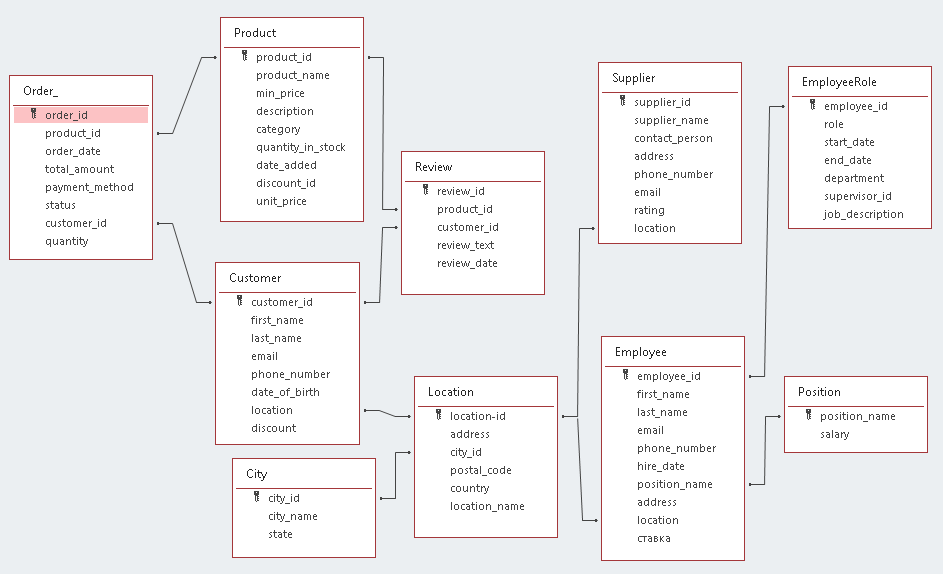 Order_
order_id
product_id
order_date
total_amount
payment_method
status
customer_id
quantity
Product
product_id
product_name
min_price
description
category
quantity_in_stock
date_added
discount_id
unit_price
Customer
customer_id
first_name
last_name
email
phone_number
date_of_birth
location
discount
City
city_id
city_name
state
Review
review_id
product_id
customer_id
review_text
review_date
Location
location-id
address
city_id
postal_code
country
location_name
Supplier
supplier_id
supplier_name
contact_person
address
phone_number
email
rating
location
Employee
employee_id
first_name
last_name
email
phone_number
hire_date
position_name
address
location
ставка
EmployeeRole
employee_id
role
start_date
end_date
department
supervisor_id
job_description
Position
position_name
salary